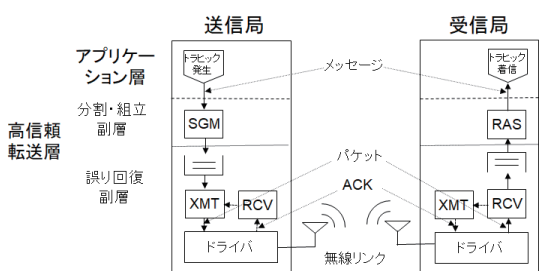 送信局
受信局
アプリケー
ション層
トラヒック
発生
メッセージ
トラヒック
着信
分割・組立
副層
高信頼
転送層
SGM
RAS
誤り回復
副層
パケット
ACK
XMT
RCV
XMT
RCV
ドライバ
無線リンク
ドライバ